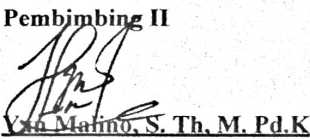 Pembimbing II
Yan Malino, S. Th, M. Pd.K